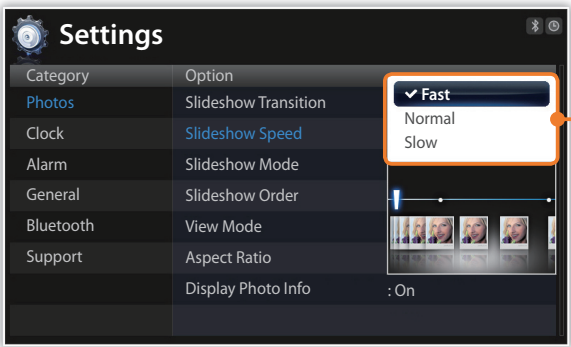 Settings
Category Option
Photos Slideshow Transition
Fast
Clock Slideshow Speed
Normal
Slow
Alarm Slideshow Mode
General Slideshow Order
Bluetooth View Mode
Support Aspect Ratio
Display Photo Info : On